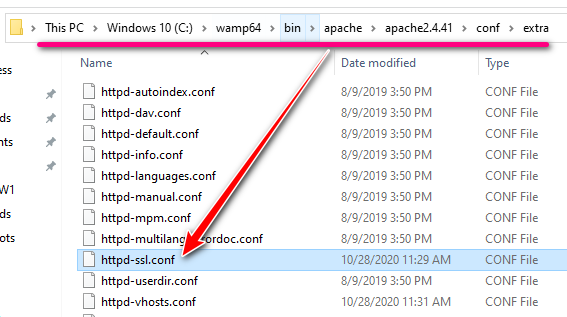 This PC > Windows 10 (C:) > wamp64 > bin > apache > apache2.4.41 > conf > extra
Name Date modified Type
httpd-autoindex.conf 8/9/2019 3:50 PM CONF File
httpd-dav.conf 8/9/2019 3:50 PM CONF File
httpd-default.conf 8/9/2019 3:50 PM CONF File
httpd-info.conf 8/9/2019 3:50 PM CONF File
httpd-languages.conf 8/9/2019 3:50 PM CONF File
httpd-manual.conf 8/9/2019 3:50 PM CONF File
W1
httpd-mpm.conf 8/9/2019 3:50 PM CONF File
httpd-multilang ordoc.conf 8/9/2019 3:50 PM CONF File
httpd-ssl.conf 10/28/2020 11:29 AM CONF File
httpd-userdir.conf 8/9/2019 3:50 PM CONF File
httpd-vhosts.conf 10/28/2020 11:31 AM CONF File